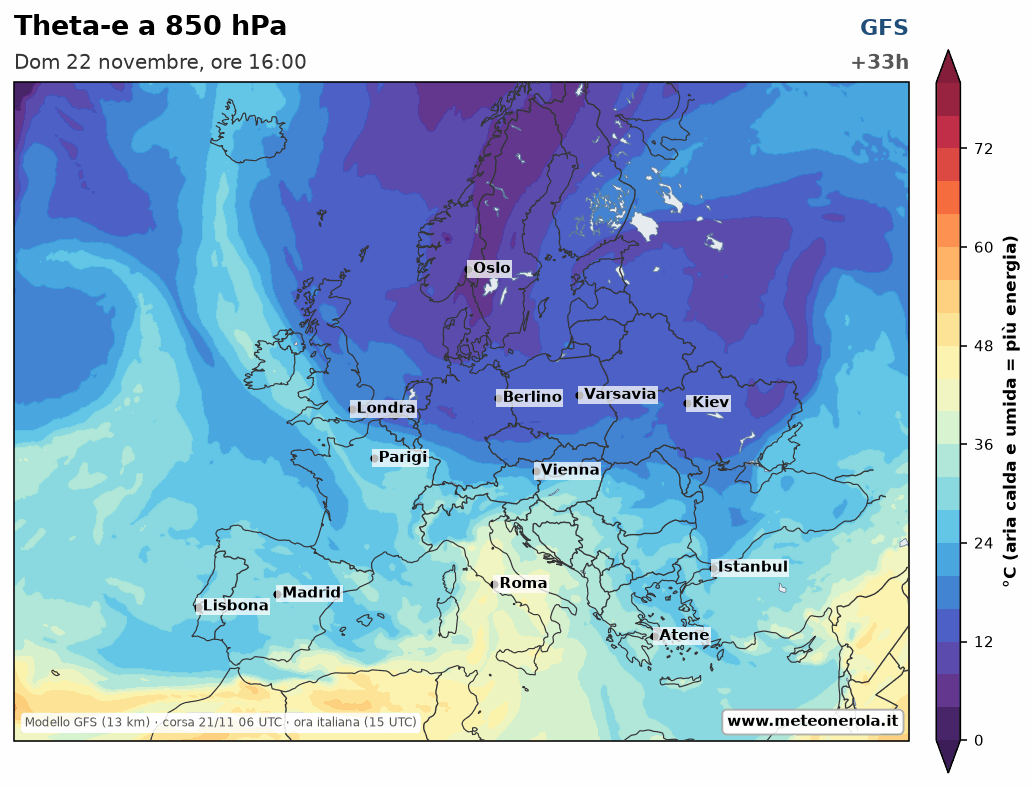 Theta-e a 850 hPa
GFS
Dom 22 novembre, ore 16:00
+33h
72
60
48
36
24
12
0
°C (aria calda e umida = più energia)
Oslo
Berlino
Varsavia
Kiev
Londra
Parigi
Vienna
Istanbul
Roma
Madrid
Lisbona
Atene
Modello GFS (13 km) · corsa 21/11 06 UTC · ora italiana (15 UTC)
www.meteonerola.it